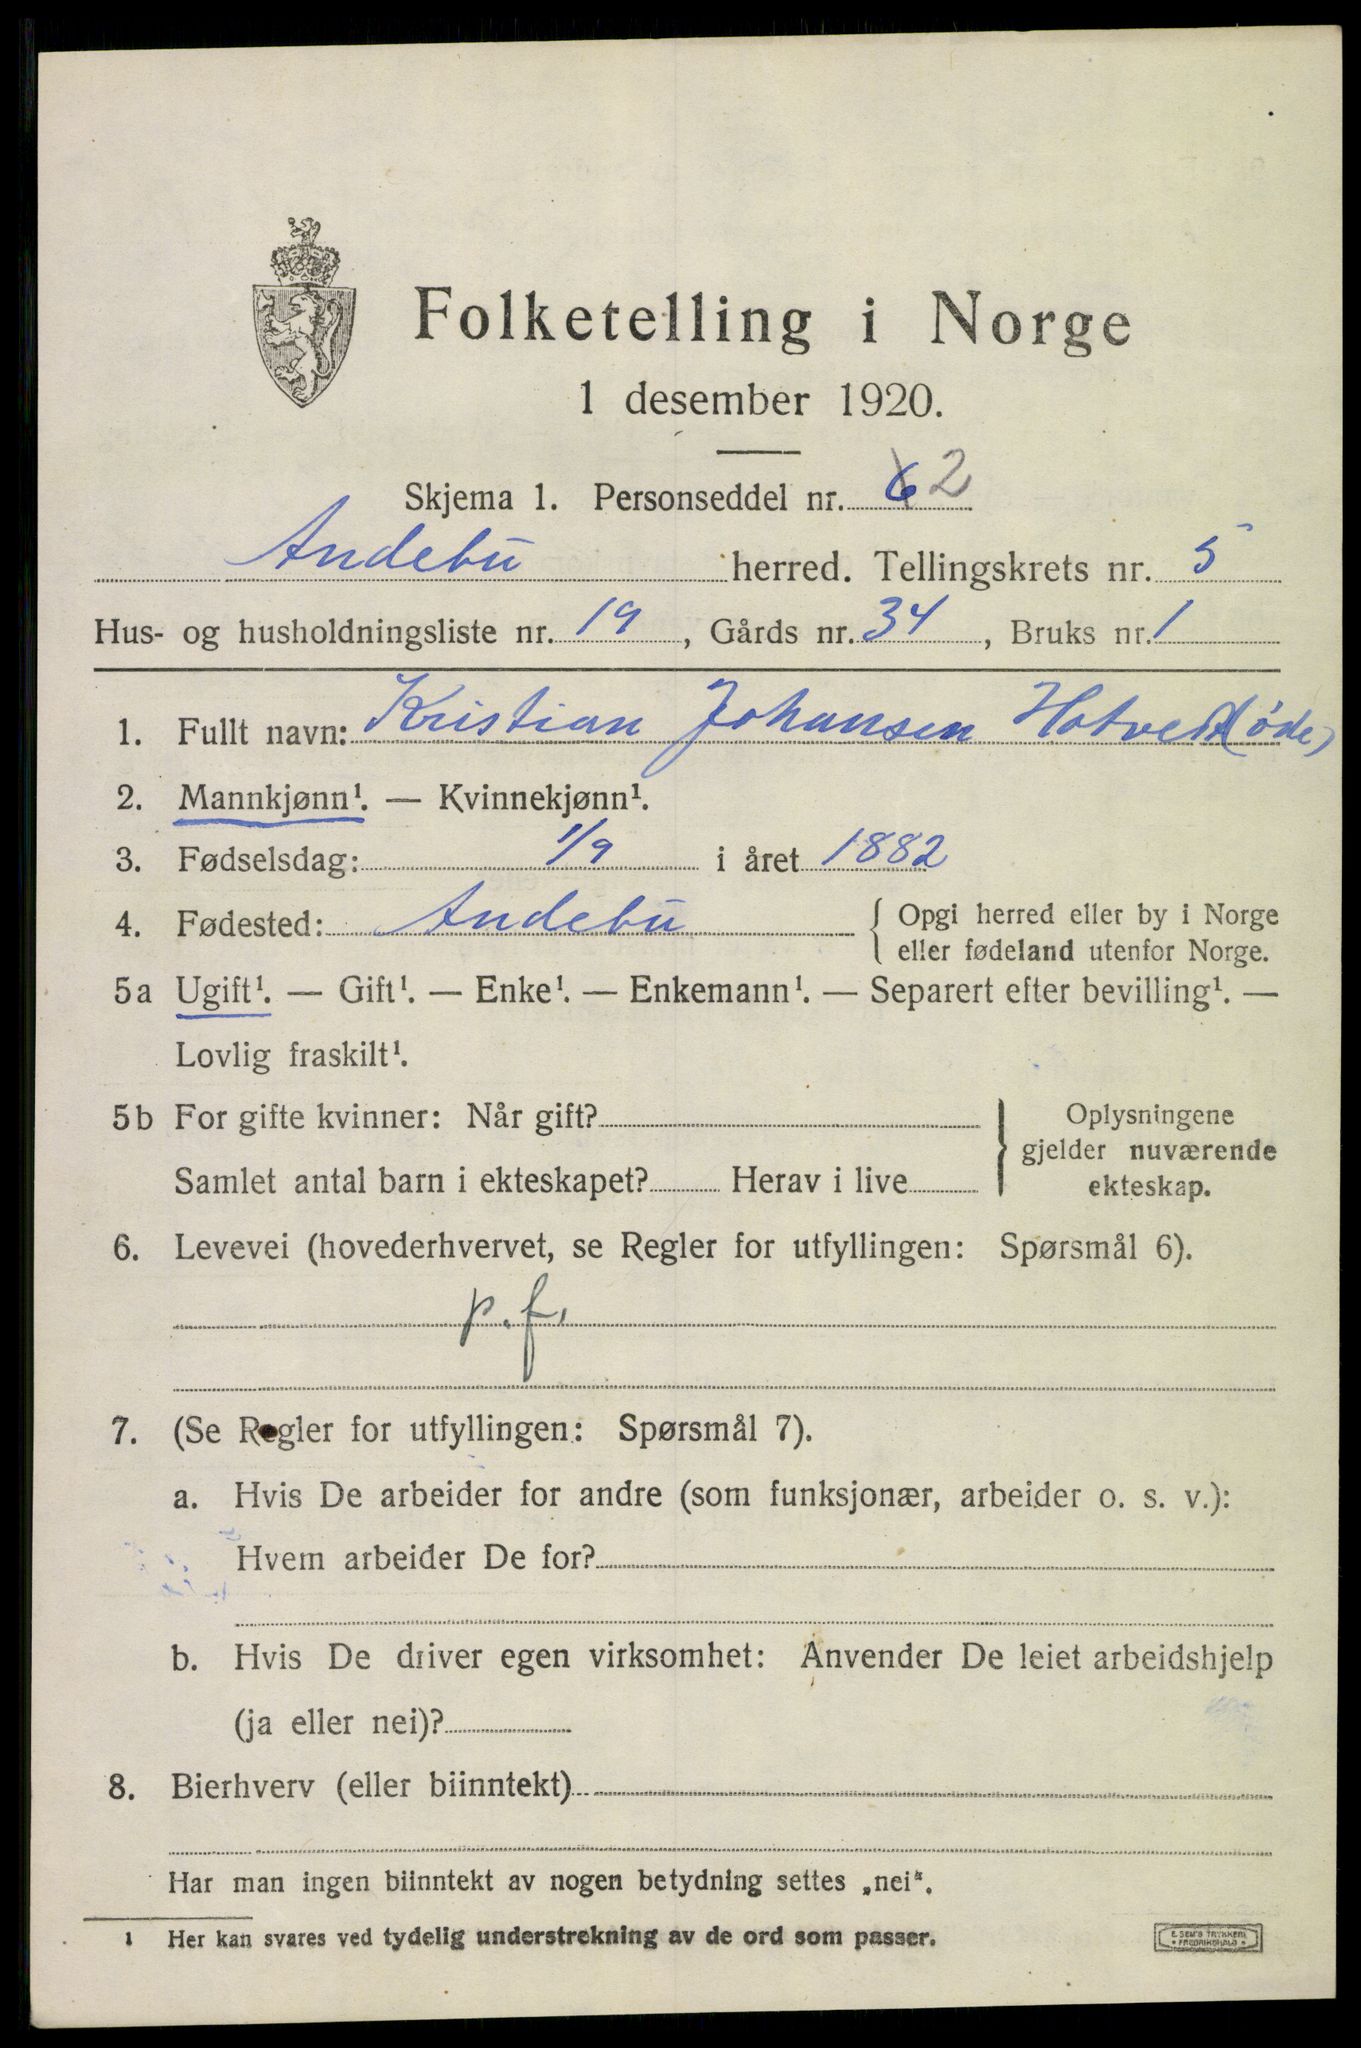 Folketelling i Norge
1 desember 1920.
Skjema 1. Personseddel nr. 6 2
Andebu herred. Tellingskrets nr. 5
Hus- og husholdningsliste nr. 19, Gårds nr. 34, Bruks nr. 1
1. Fullt navn: Kristian Johansen Hotvedt (øde)
2. Mannkjønn¹. — Kvinnekjønn¹.
3. Fødselsdag: 1/9 i året 1882
4. Fødested: Andebu { Opgi herred eller by i Norge
eller fødeland utenfor Norge.
5a Ugift¹. — Gift¹. — Enke¹. — Enkemann¹. — Separert efter bevilling¹. —
Lovlig fraskilt¹.
5b For gifte kvinner: Når gift? } Oplysningene
gjelder nuværende
Samlet antal barn i ekteskapet? Herav i live ekteskap.
6. Levevei (hovederhvervet, se Regler for utfyllingen: Spørsmål 6).
p.f.
7. (Se Regler for utfyllingen: Spørsmål 7).
a. Hvis De arbeider for andre (som funksjonær, arbeider o. s. v.):
Hvem arbeider De for?
b. Hvis De driver egen virksomhet: Anvender De leiet arbeidshjelp
(ja eller nei)?
8. Bierhverv (eller biinntekt)
Har man ingen biinntekt av nogen betydning settes „nei".
1 Her kan svares ved tydelig understrekning av de ord som passer.
E. SEM'S TRYKKERI
FREDRIKSHALD